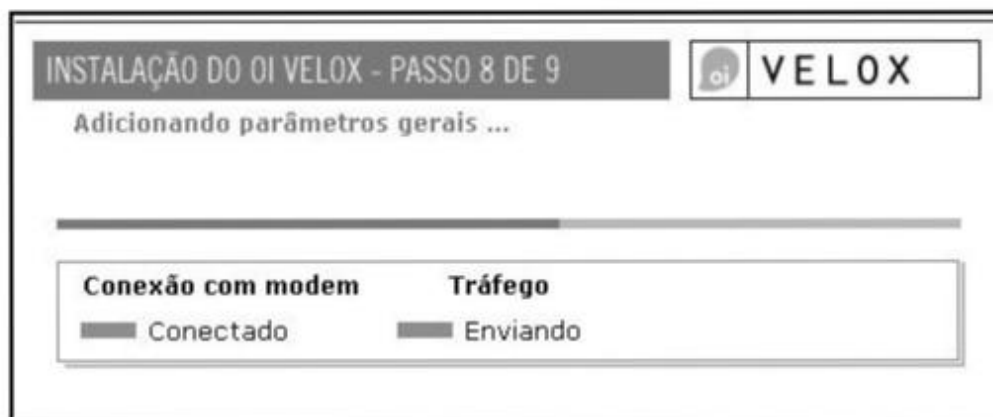 INSTALAÇÃO DO OI VELOX - PASSO 8 DE 9
oi VELOX
Adicionando parâmetros gerais ...
Conexão com modem Tráfego
Conectado Enviando